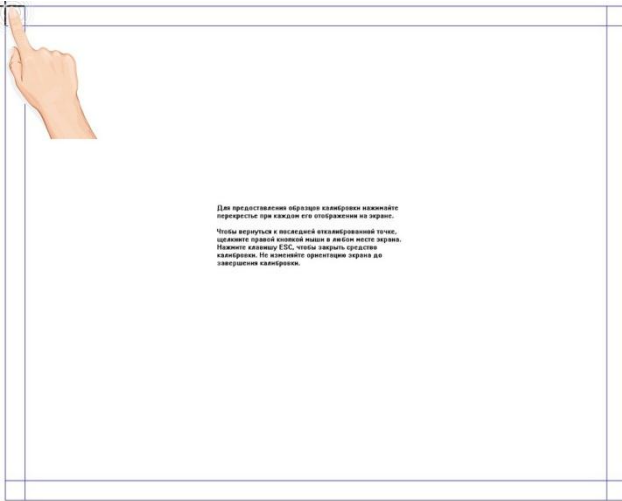 Для предоставления образцов калибровки нажимайте
перекрестье при каждом его отображении на экране.
Чтобы вернуться к последней откалиброванной точке,
щелкните правой кнопкой мыши в любом месте экрана.
Нажмите клавишу ESC, чтобы закрыть средство
калибровки. Не изменяйте ориентацию экрана до
завершения калибровки.